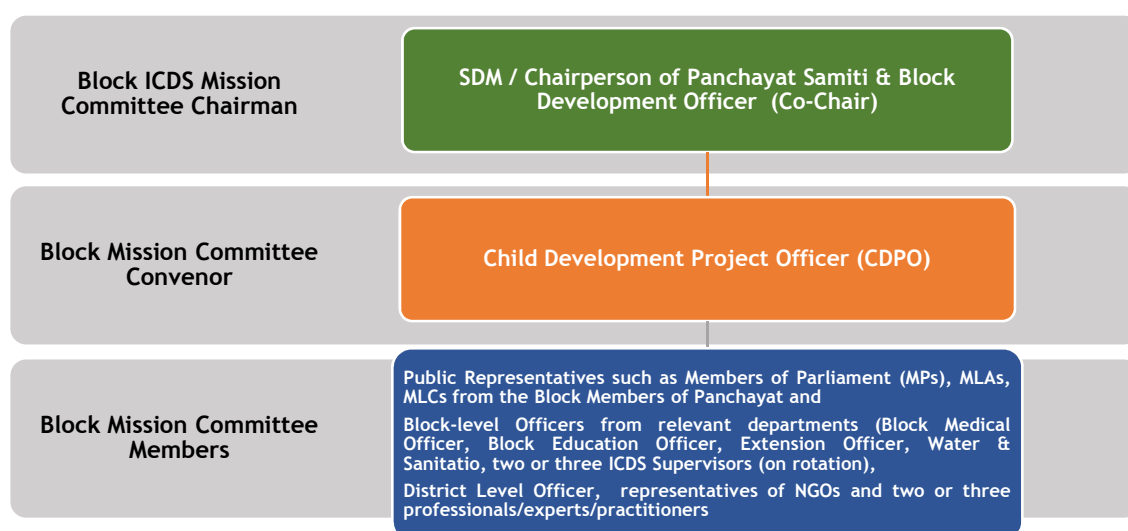 Block ICDS Mission
Committee Chairman
SDM / Chairperson of Panchayat Samiti & Block
Development Officer (Co-Chair)
Block Mission Committee
Convenor
Child Development Project Officer (CDPO)
Block Mission Committee
Members
Public Representatives such as Members of Parliament (MPs), MLAs,
MLCs from the Block Members of Panchayat and
Block-level Officers from relevant departments (Block Medical
Officer, Block Education Officer, Extension Officer, Water &
Sanitatio, two or three ICDS Supervisors (on rotation),
District Level Officer, representatives of NGOs and two or three
professionals/experts/practitioners